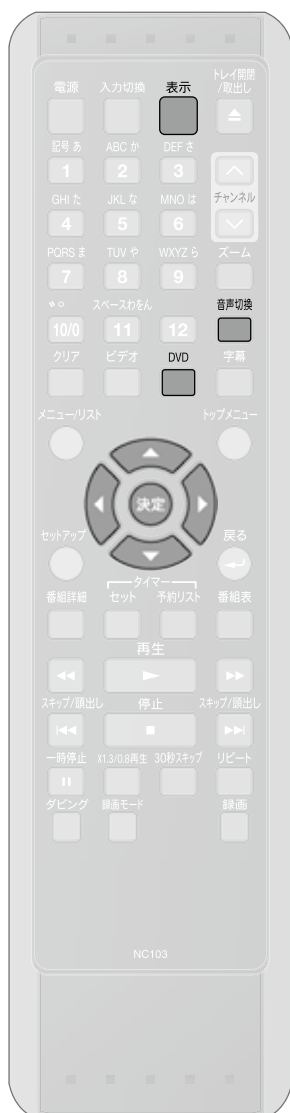 電源 入力切換 表示 トレイ開閉
/取出し
記号 あ ABC か DEF さ
1 2 3
GHI た JKL な MNO は チャンネル
4 5 6
PQRS ま TUV や WXYZ ら ズーム
7 8 9
゛゜ スペースわをん 音声切換
10/0 11 12
クリア ビデオ DVD 字幕
メニュー/リスト トップメニュー
決定
セットアップ 戻る
タイマー
番組詳細 セット 予約リスト 番組表
再生
スキップ/頭出し 停止 スキップ/頭出し
一時停止 X1.3/0.8再生 30秒スキップ リピート
ダビング 録画モード 録画
NC103